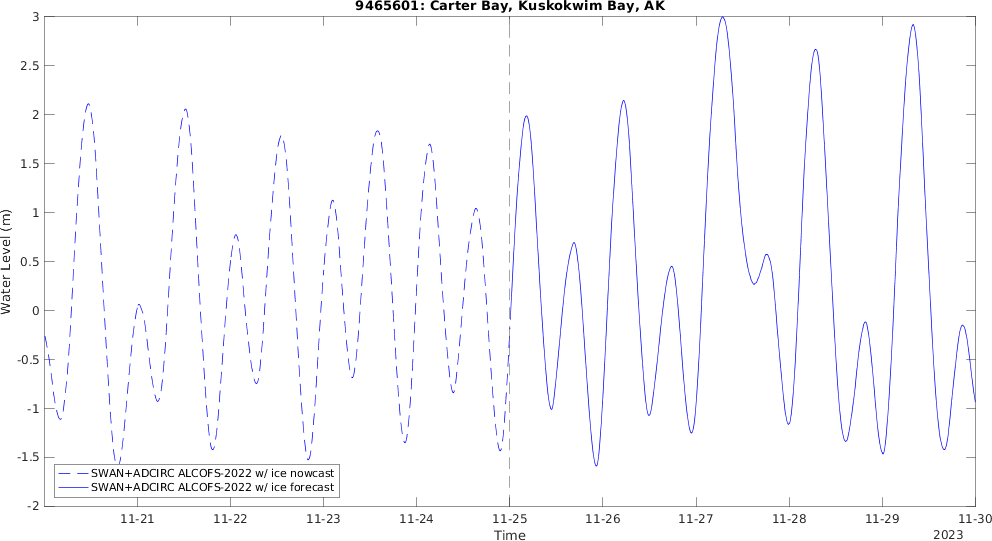 9465601: Carter Bay, Kuskokwim Bay, AK
3
2.5
2
1.5
1
0.5
0
-0.5
-1
-1.5
-2
Water Level (m)
SWAN+ADCIRC ALCOFS-2022 w/ ice nowcast
SWAN+ADCIRC ALCOFS-2022 w/ ice forecast
11-21 11-22 11-23 11-24 11-25 11-26 11-27 11-28 11-29 11-30
Time
2023